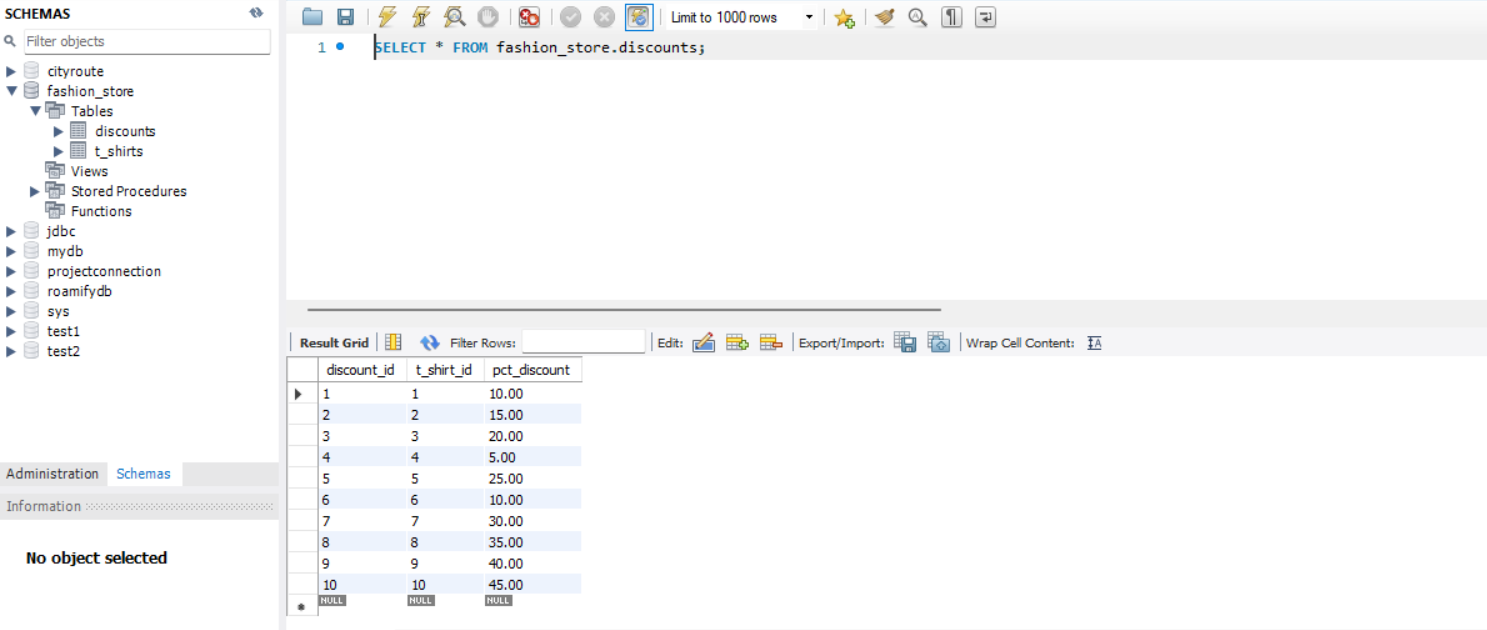 SCHEMAS
Filter objects
cityroute
fashion_store
Tables
discounts
t_shirts
Views
Stored Procedures
Functions
jdbc
mydb
projectconnection
roamifydb
sys
test1
test2
Administration Schemas
Information
No object selected
Limit to 1000 rows
1 SELECT * FROM fashion_store.discounts;
Result Grid Filter Rows: Edit: Export/Import: Wrap Cell Content: IA
discount_id t_shirt_id pct_discount
1 1 10.00
2 2 15.00
3 3 20.00
4 4 5.00
5 5 25.00
6 6 10.00
7 7 30.00
8 8 35.00
9 9 40.00
10 10 45.00
NULL NULL NULL